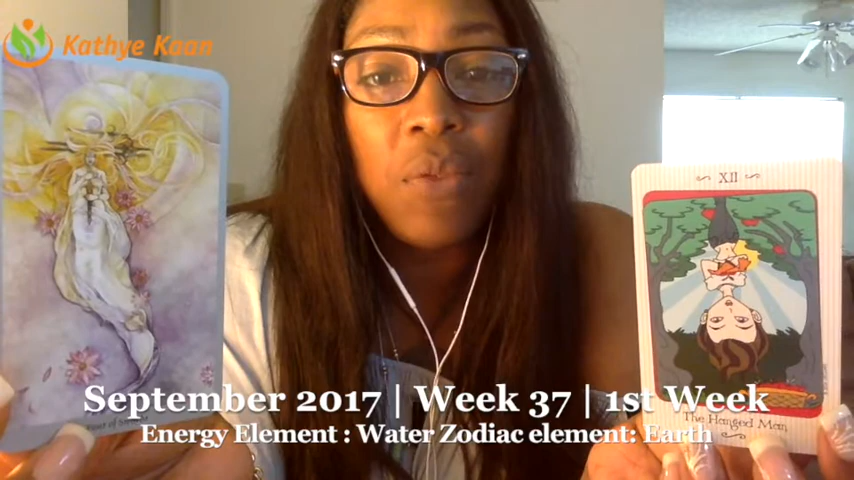 Kathye Kaan
XII
September 2017 | Week 37 | 1st Week
The Hanged Man
Energy Element : Water Zodiac element: Earth